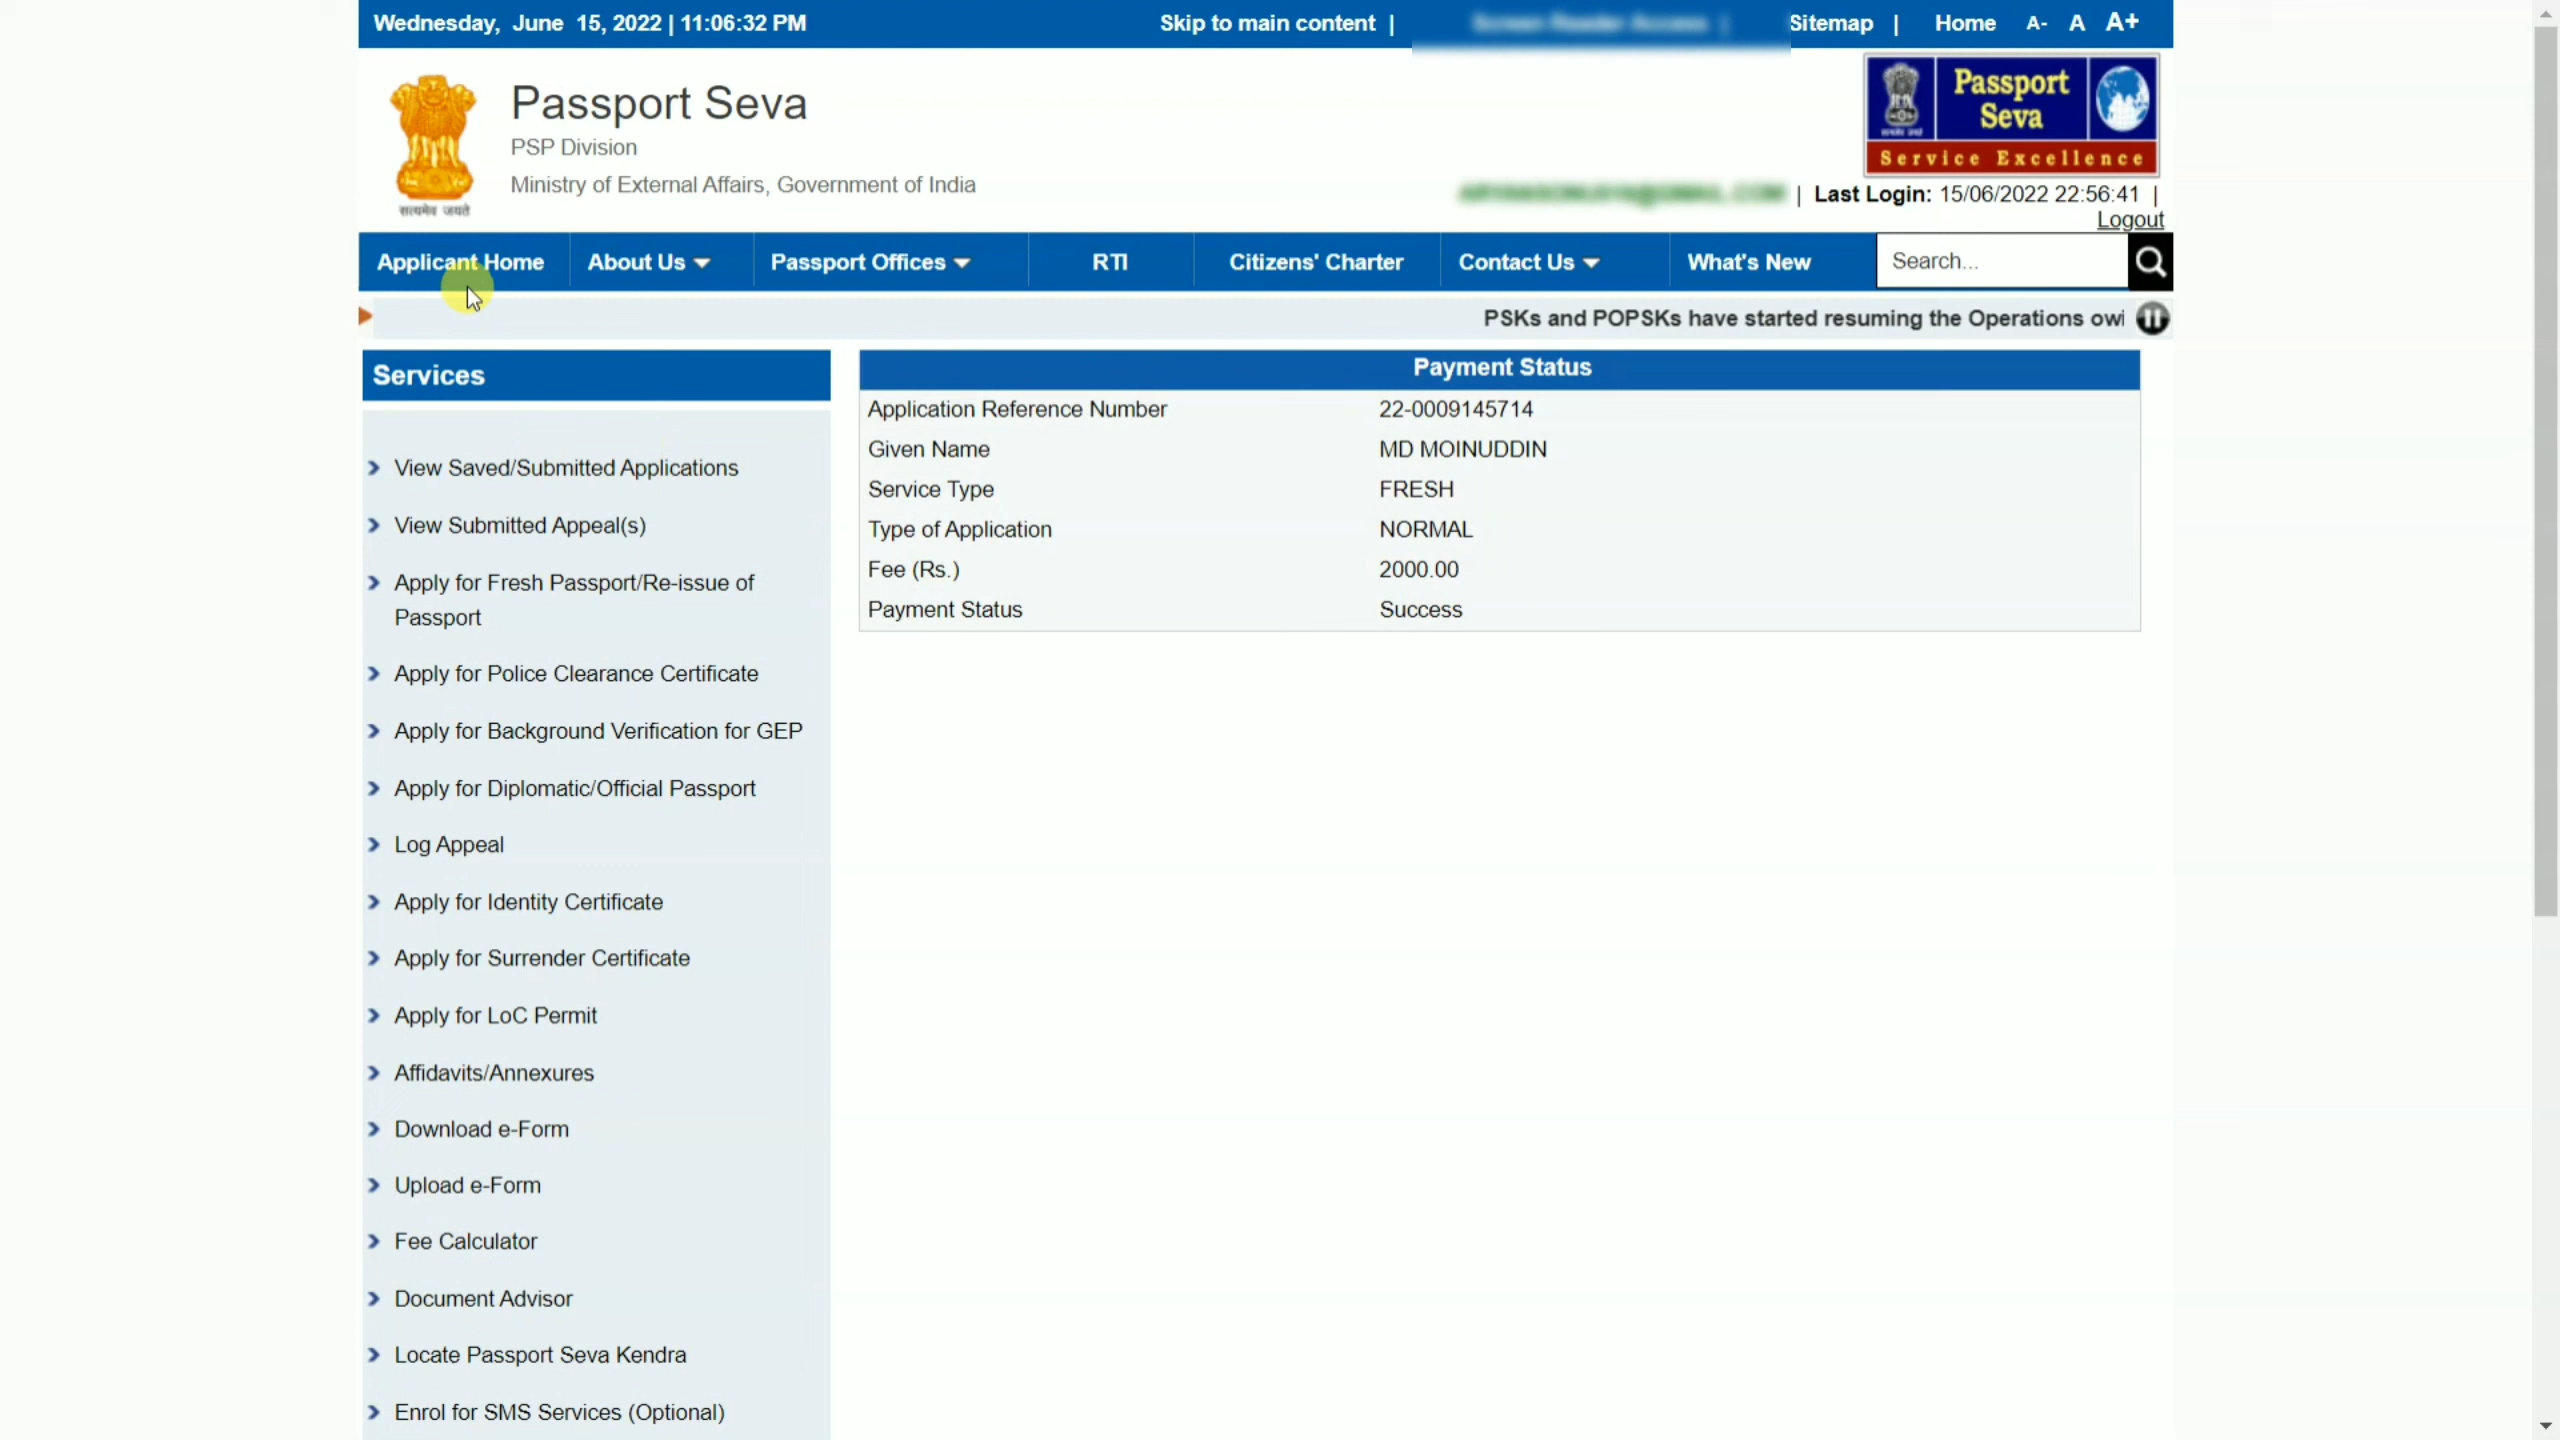 Wednesday, June 15, 2022 | 11:06:32 PM
Skip to main content |
Sitemap | Home A- A A+
Passport Seva
PSP Division
Ministry of External Affairs, Government of India
सत्यमेव जयते
Passport
Seva
Service Excellence
| Last Login: 15/06/2022 22:56:41 |
Logout
Applicant Home About Us Passport Offices RTI Citizens' Charter Contact Us What's New Search...
PSKs and POPSKs have started resuming the Operations owi
Services
View Saved/Submitted Applications
View Submitted Appeal(s)
Apply for Fresh Passport/Re-issue of
Passport
Apply for Police Clearance Certificate
Apply for Background Verification for GEP
Apply for Diplomatic/Official Passport
Log Appeal
Apply for Identity Certificate
Apply for Surrender Certificate
Apply for LoC Permit
Affidavits/Annexures
Download e-Form
Upload e-Form
Fee Calculator
Document Advisor
Locate Passport Seva Kendra
Enrol for SMS Services (Optional)
Payment Status
Application Reference Number 22-0009145714
Given Name MD MOINUDDIN
Service Type FRESH
Type of Application NORMAL
Fee (Rs.) 2000.00
Payment Status Success